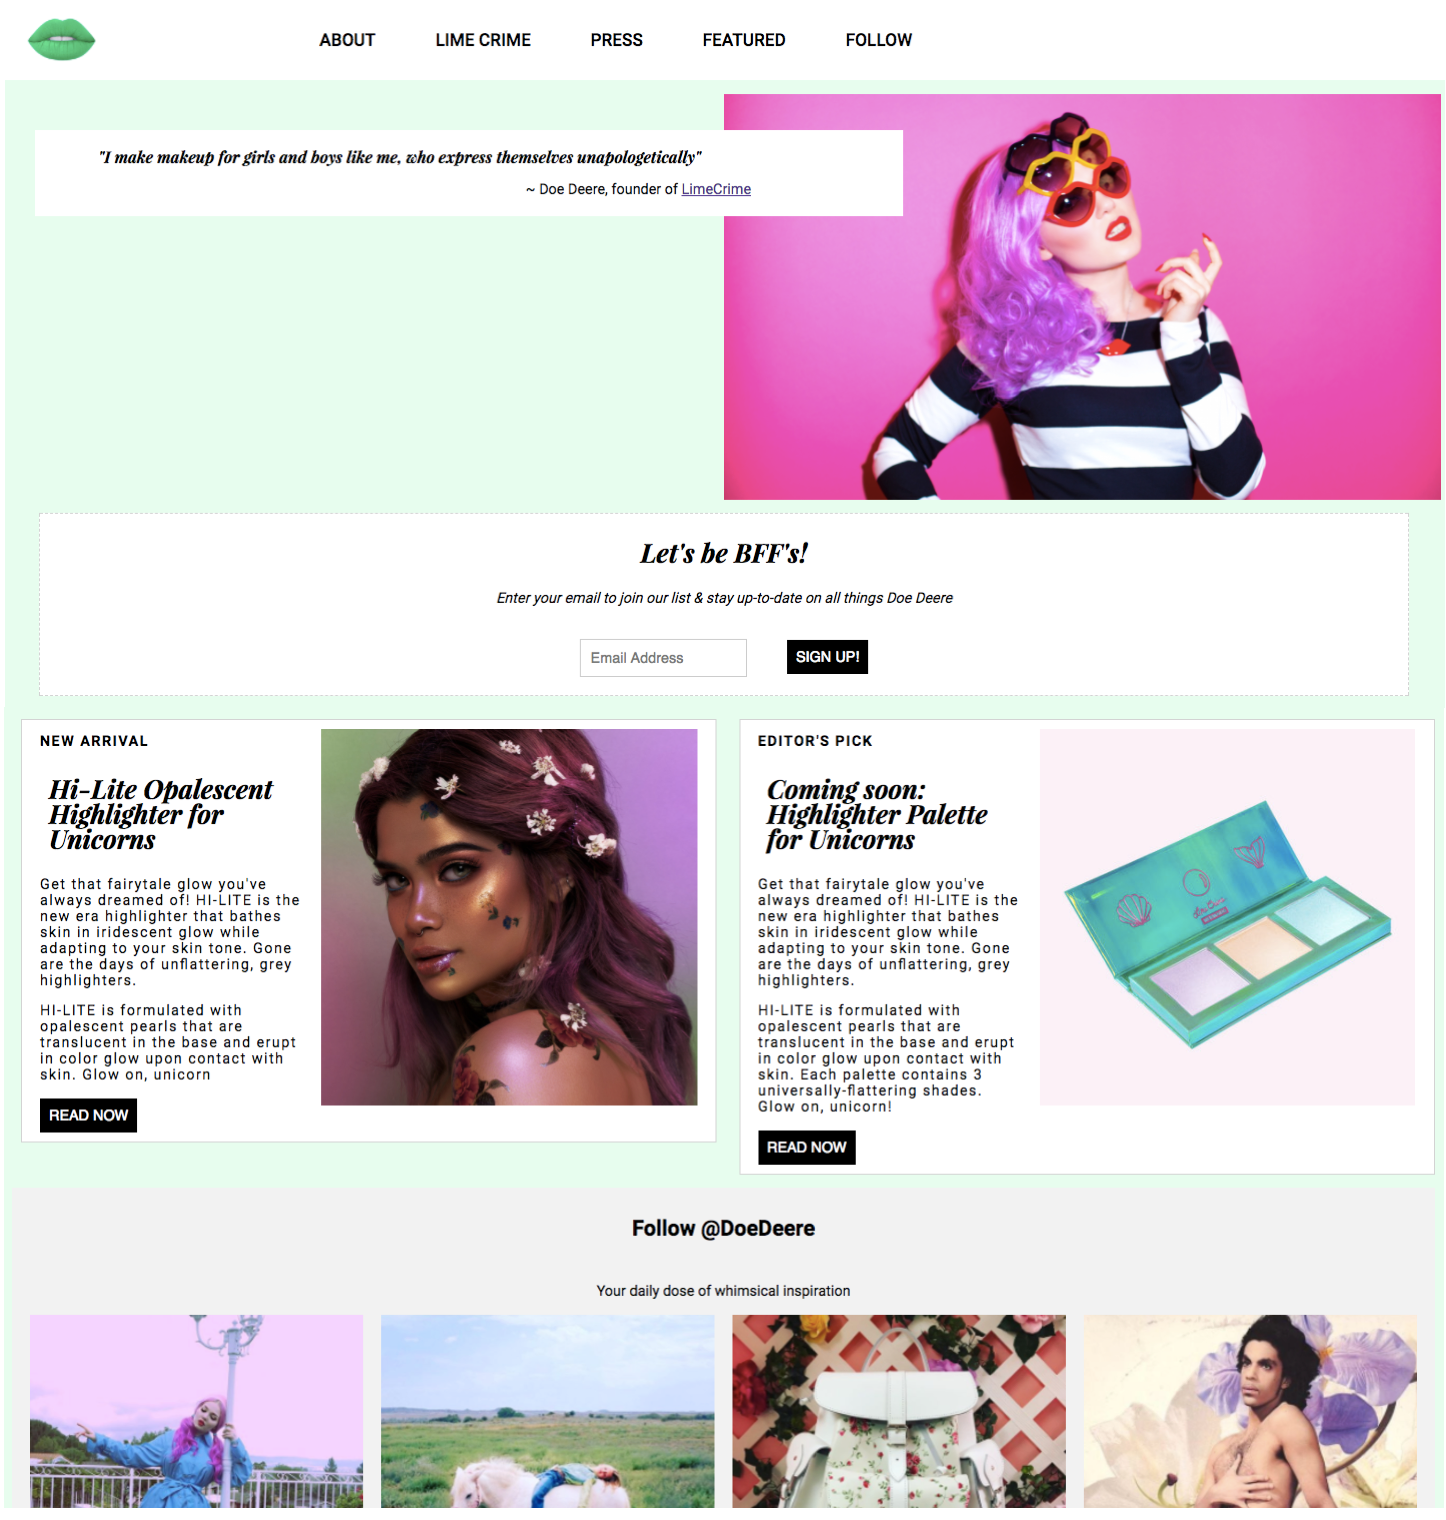 ABOUT LIME CRIME PRESS FEATURED FOLLOW
"I make makeup for girls and boys like me, who express themselves unapologetically"
~ Doe Deere, founder of LimeCrime
Let's be BFF's!
Enter your email to join our list & stay up-to-date on all things Doe Deere
Email Address
SIGN UP!
NEW ARRIVAL
Hi-Lite Opalescent
Highlighter for
Unicorns
Get that fairytale glow you've
always dreamed of! HI-LITE is the
new era highlighter that bathes
skin in iridescent glow while
adapting to your skin tone. Gone
are the days of unflattering, grey
highlighters.
HI-LITE is formulated with
opalescent pearls that are
translucent in the base and erupt
in color glow upon contact with
skin. Glow on, unicorn
READ NOW
EDITOR'S PICK
Coming soon:
Highlighter Palette
for Unicorns
Get that fairytale glow you've
always dreamed of! HI-LITE is the
new era highlighter that bathes
skin in iridescent glow while
adapting to your skin tone. Gone
are the days of unflattering, grey
highlighters.
HI-LITE is formulated with
opalescent pearls that are
translucent in the base and erupt
in color glow upon contact with
skin. Each palette contains 3
universally-flattering shades.
Glow on, unicorn!
READ NOW
Follow @DoeDeere
Your daily dose of whimsical inspiration